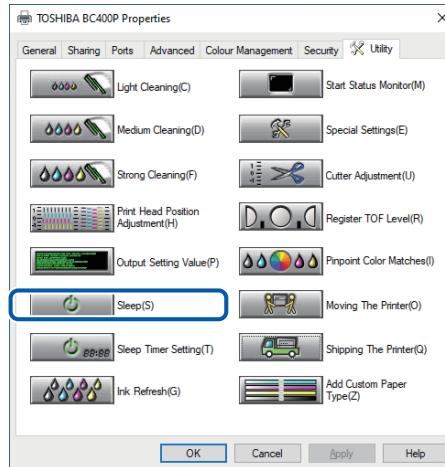 TOSHIBA BC400P Properties
General Sharing Ports Advanced Colour Management Security Utility
Light Cleaning(C)
Start Status Monitor(M)
Medium Cleaning(D)
Special Settings(E)
Strong Cleaning(F)
Cutter Adjustment(U)
Print Head Position
Adjustment(H)
Register TOF Level(R)
Output Setting Value(P)
Pinpoint Color Matches(I)
Sleep(S)
Moving The Printer(O)
88:88
Sleep Timer Setting(T)
Shipping The Printer(Q)
Ink Refresh(G)
Add Custom Paper
Type(Z)
OK Cancel Apply Help